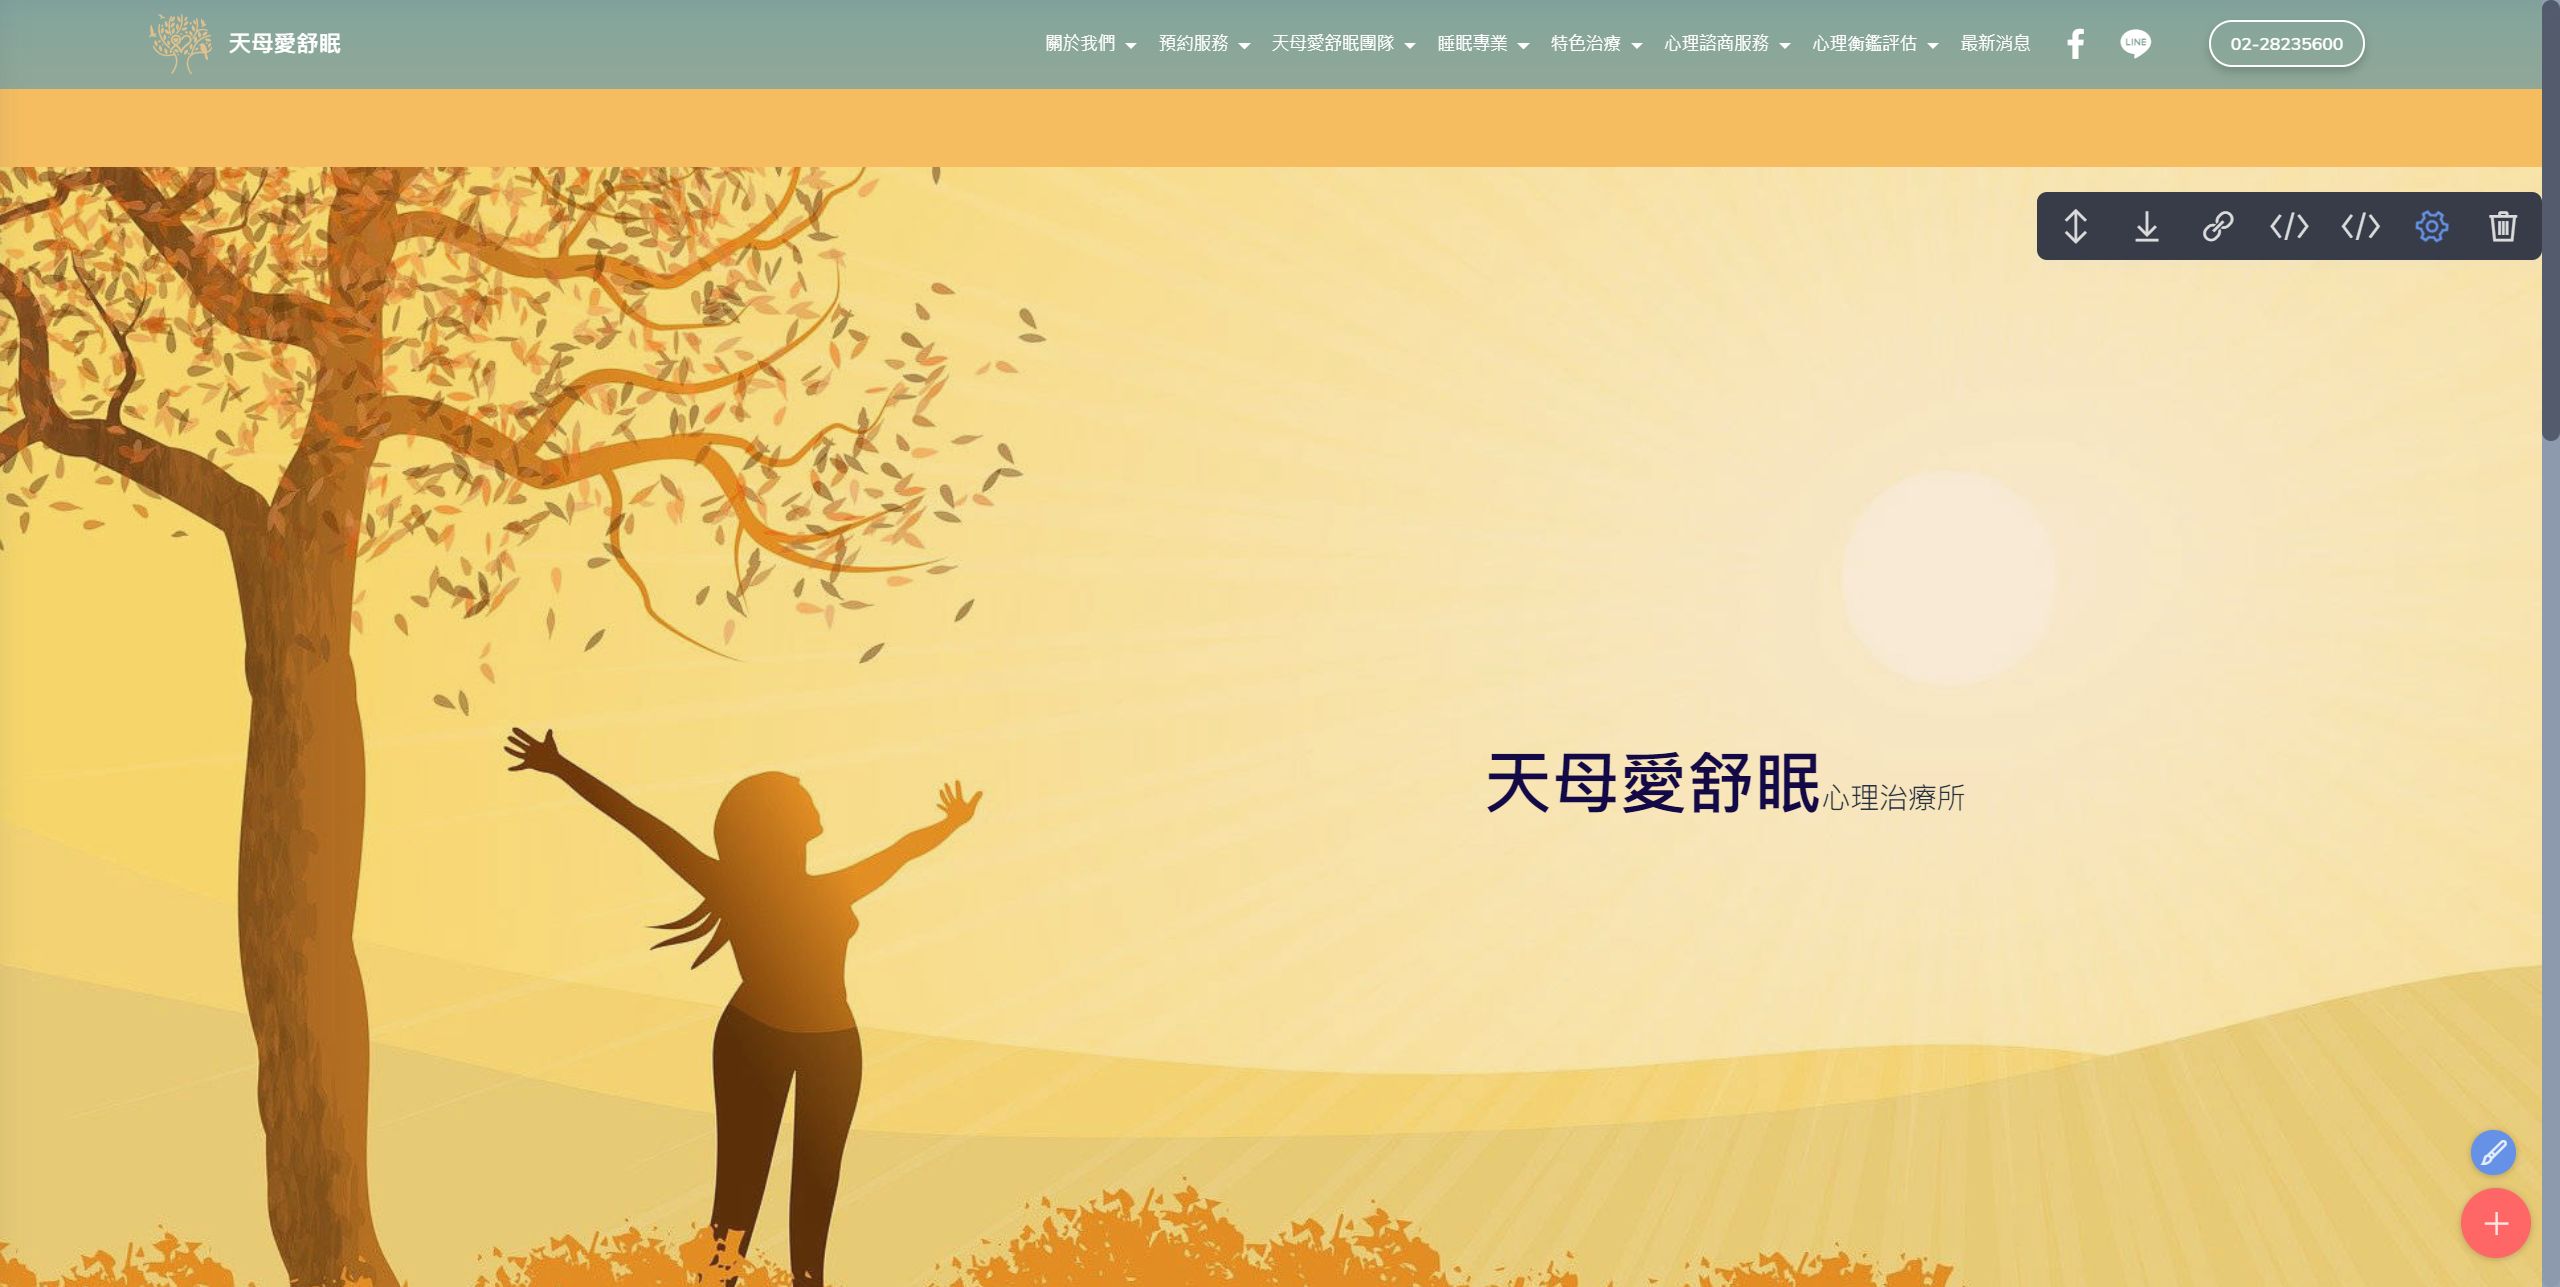 天母愛舒眠
關於我們
預約服務
天母愛舒眠團隊
睡眠專業
特色治療
心理諮商服務
心理衡鑑評估
最新消息
LINE
02-28235600
天母愛舒眠心理治療所